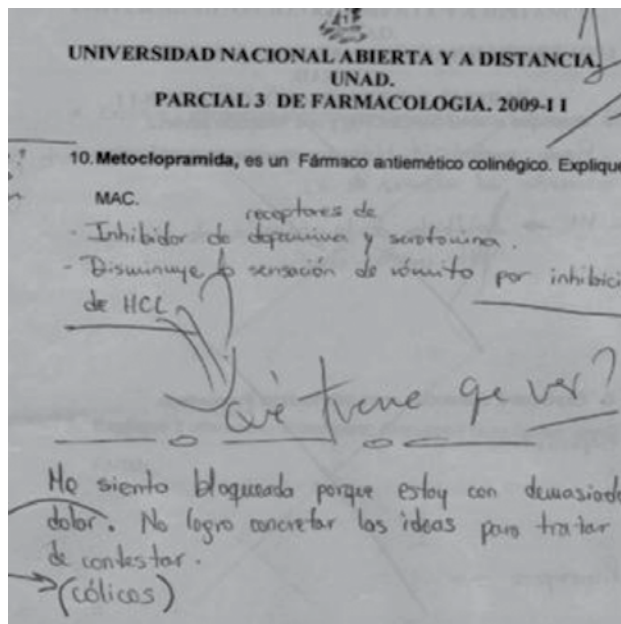 UNIVERSIDAD NACIONAL ABIERTA Y A DISTANCIA.
UNAD.
PARCIAL 3 DE FARMACOLOGIA. 2009-I I
10. Metoclopramida, es un Fármaco antiemético colinégico. Explique
MAC.
receptores de
- Inhibidor de dopamina y serotonina.
- Disminuye la sensación de vómito por inhibici
de HCL
Qué tiene qe ver?
Me siento bloqueada porque estoy con demasiado
dolor. No logro concretar las ideas para tratar
de contestar.
(cólicos)